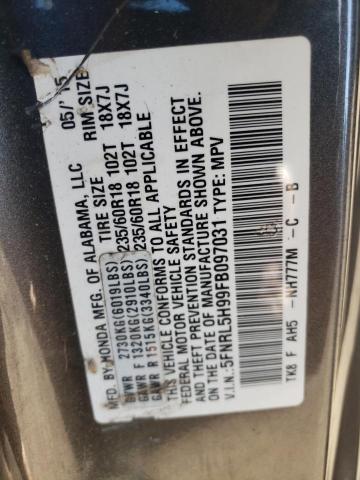 MFD. BY:HONDA MFG. OF ALABAMA, LLC 05/ 15
TIRE SIZE RIM SIZE
GVWR 2730KG(6019LBS)
GAWR F 1320KG(2910LBS) 235/60R18 102T 18X7J
GAWR R 1515KG(3340LBS) 235/60R18 102T 18X7J
THIS VEHICLE CONFORMS TO ALL APPLICABLE
FEDERAL MOTOR VEHICLE SAFETY
AND THEFT PREVENTION STANDARDS IN EFFECT
ON THE DATE OF MANUFACTURE SHOWN ABOVE.
V.I.N.: 5FNRL5H99FB097031 TYPE: MPV
TK8 F AH5 -NH777M -C -B